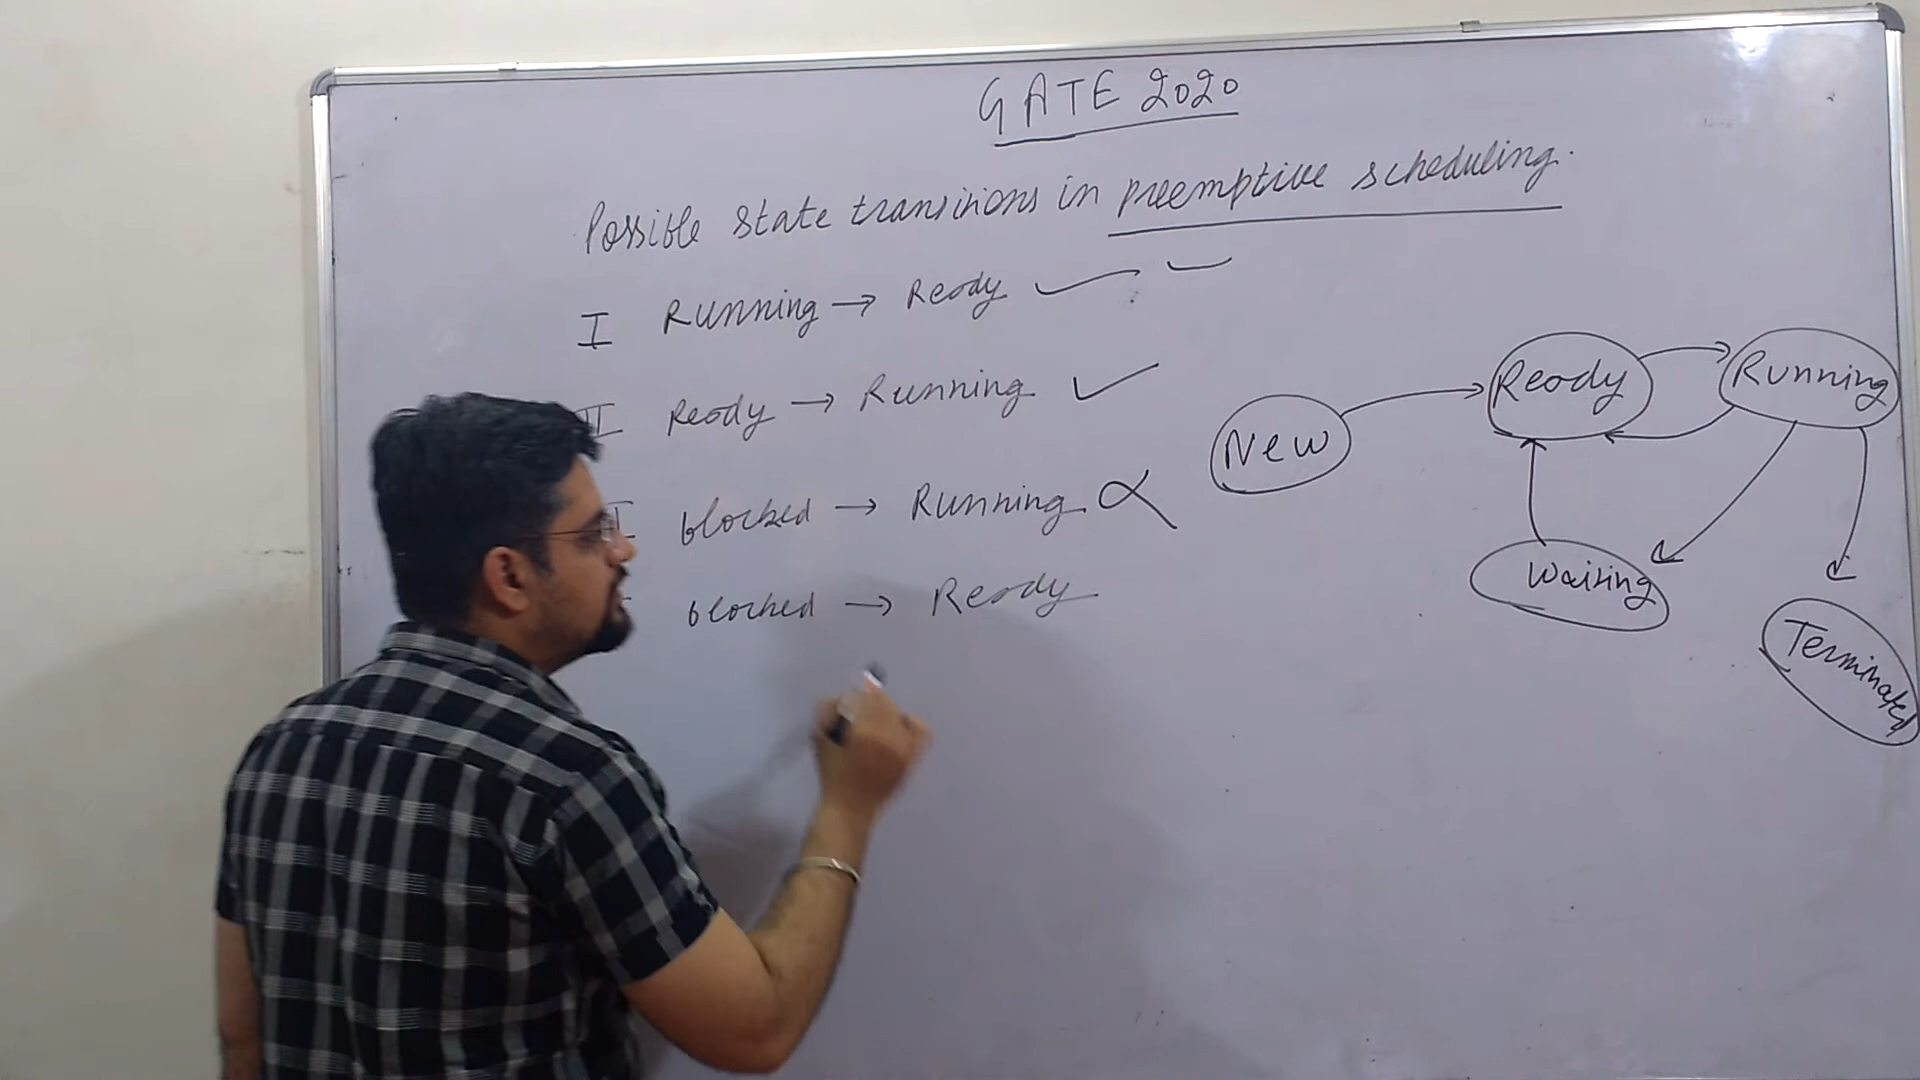 GATE 2020
Possible state transitions in preemptive scheduling.
I Running → Ready ✓
II Ready → Running ✓
blocked → Running
blocked → Ready
New
Ready
Running
Waiting
Terminated